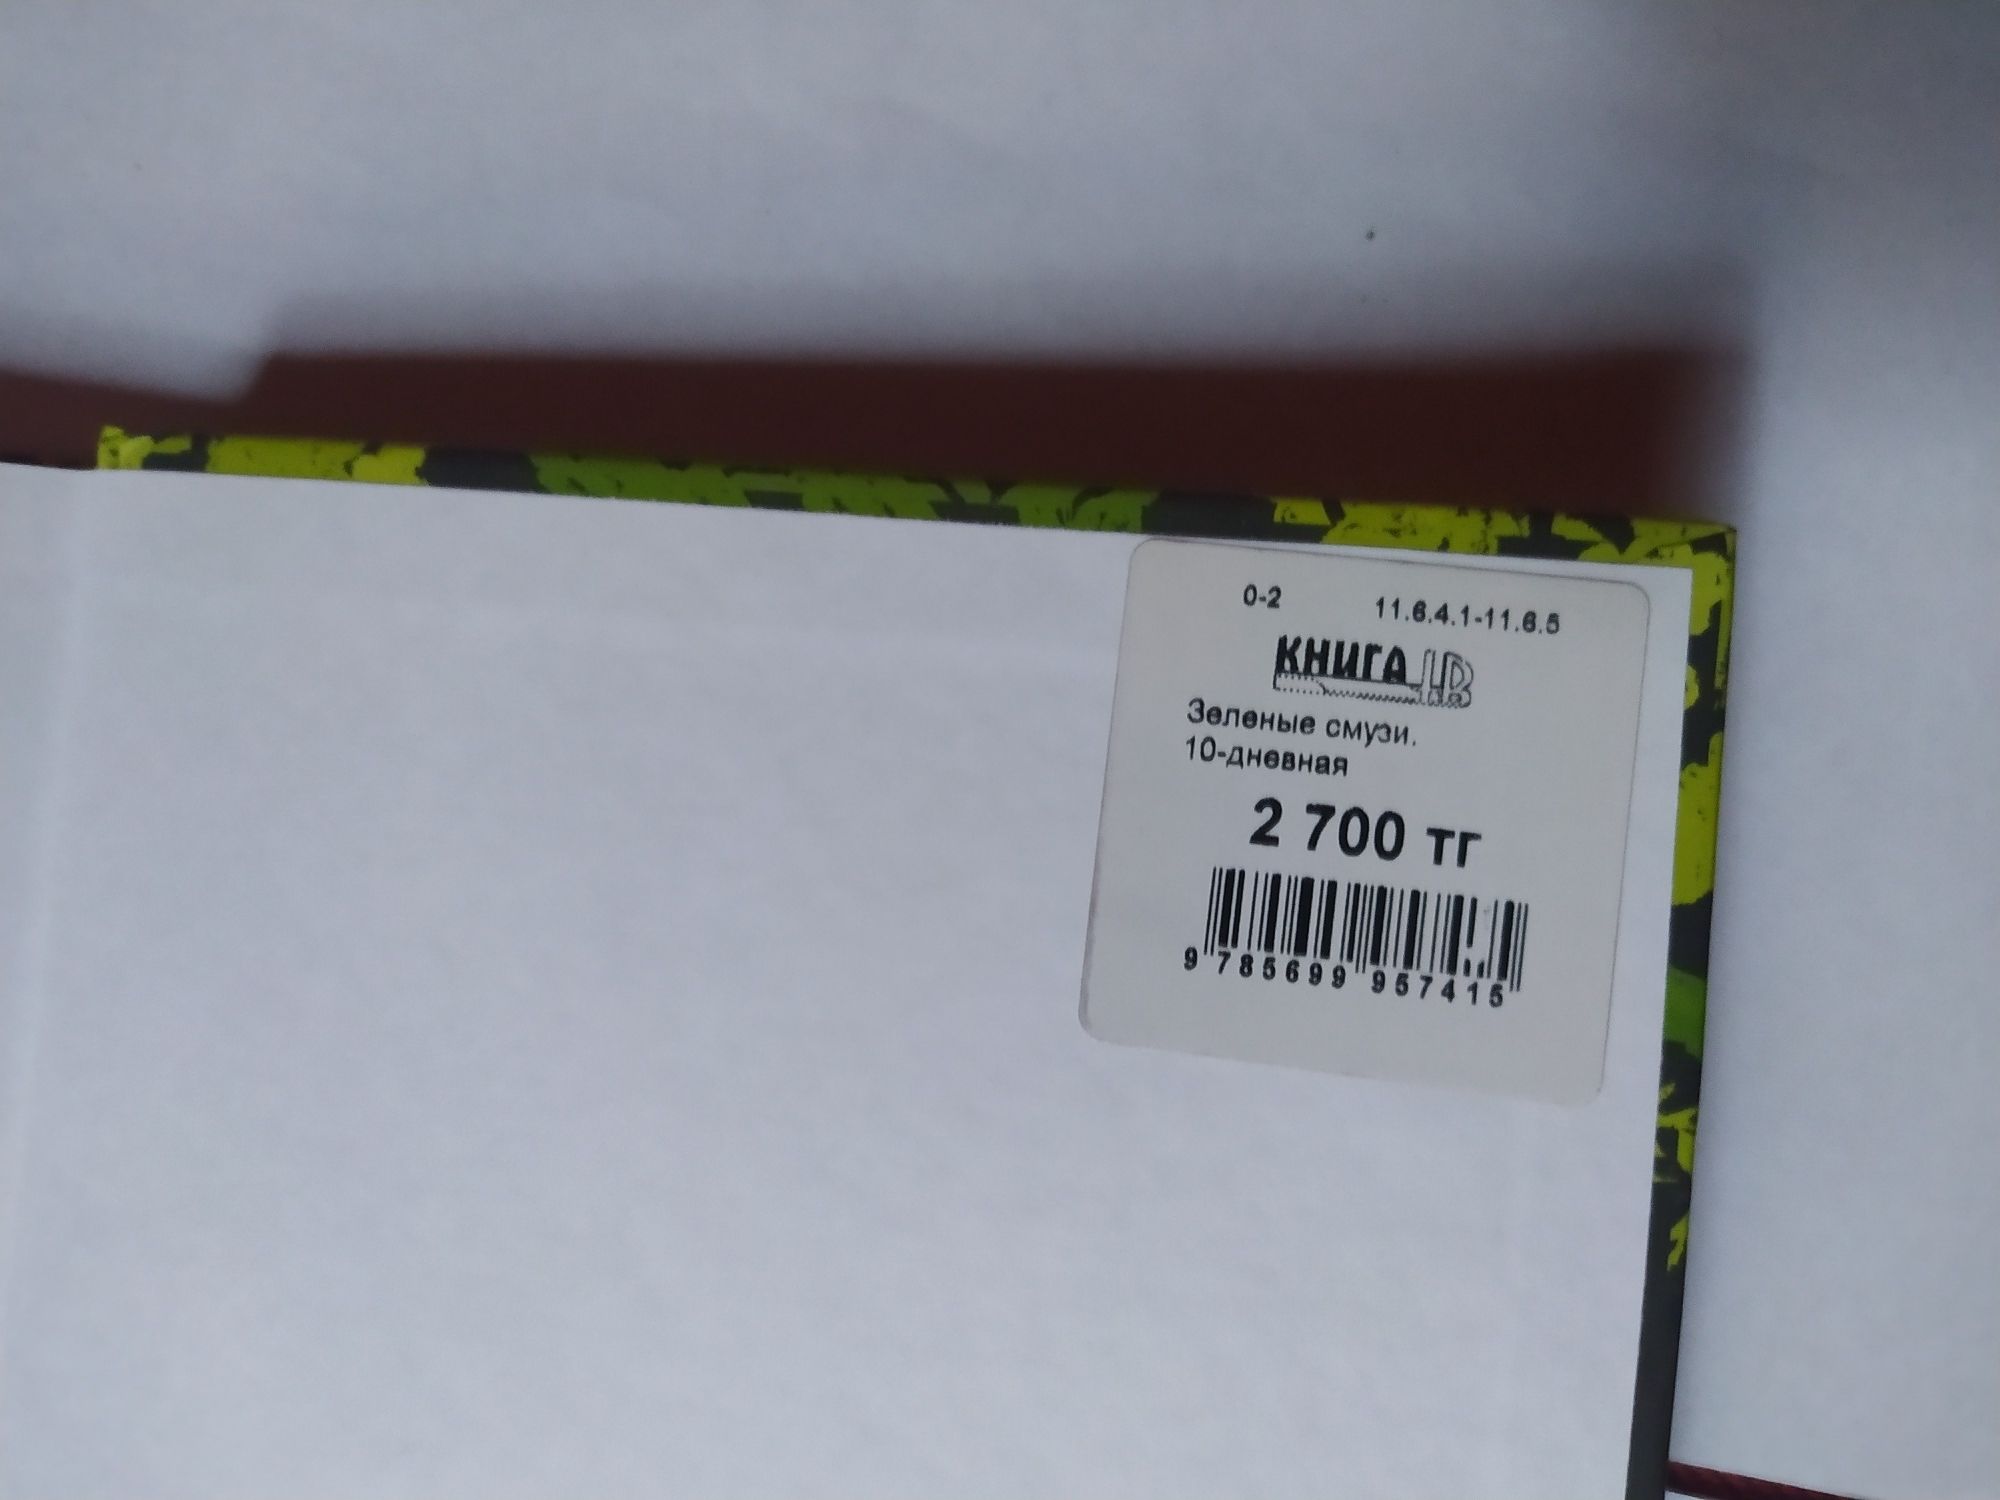 0-2 11.6.4.1-11.6.5
КНИГА
Зеленые смузи.
10-дневная
2 700 тг
9 785699 957415